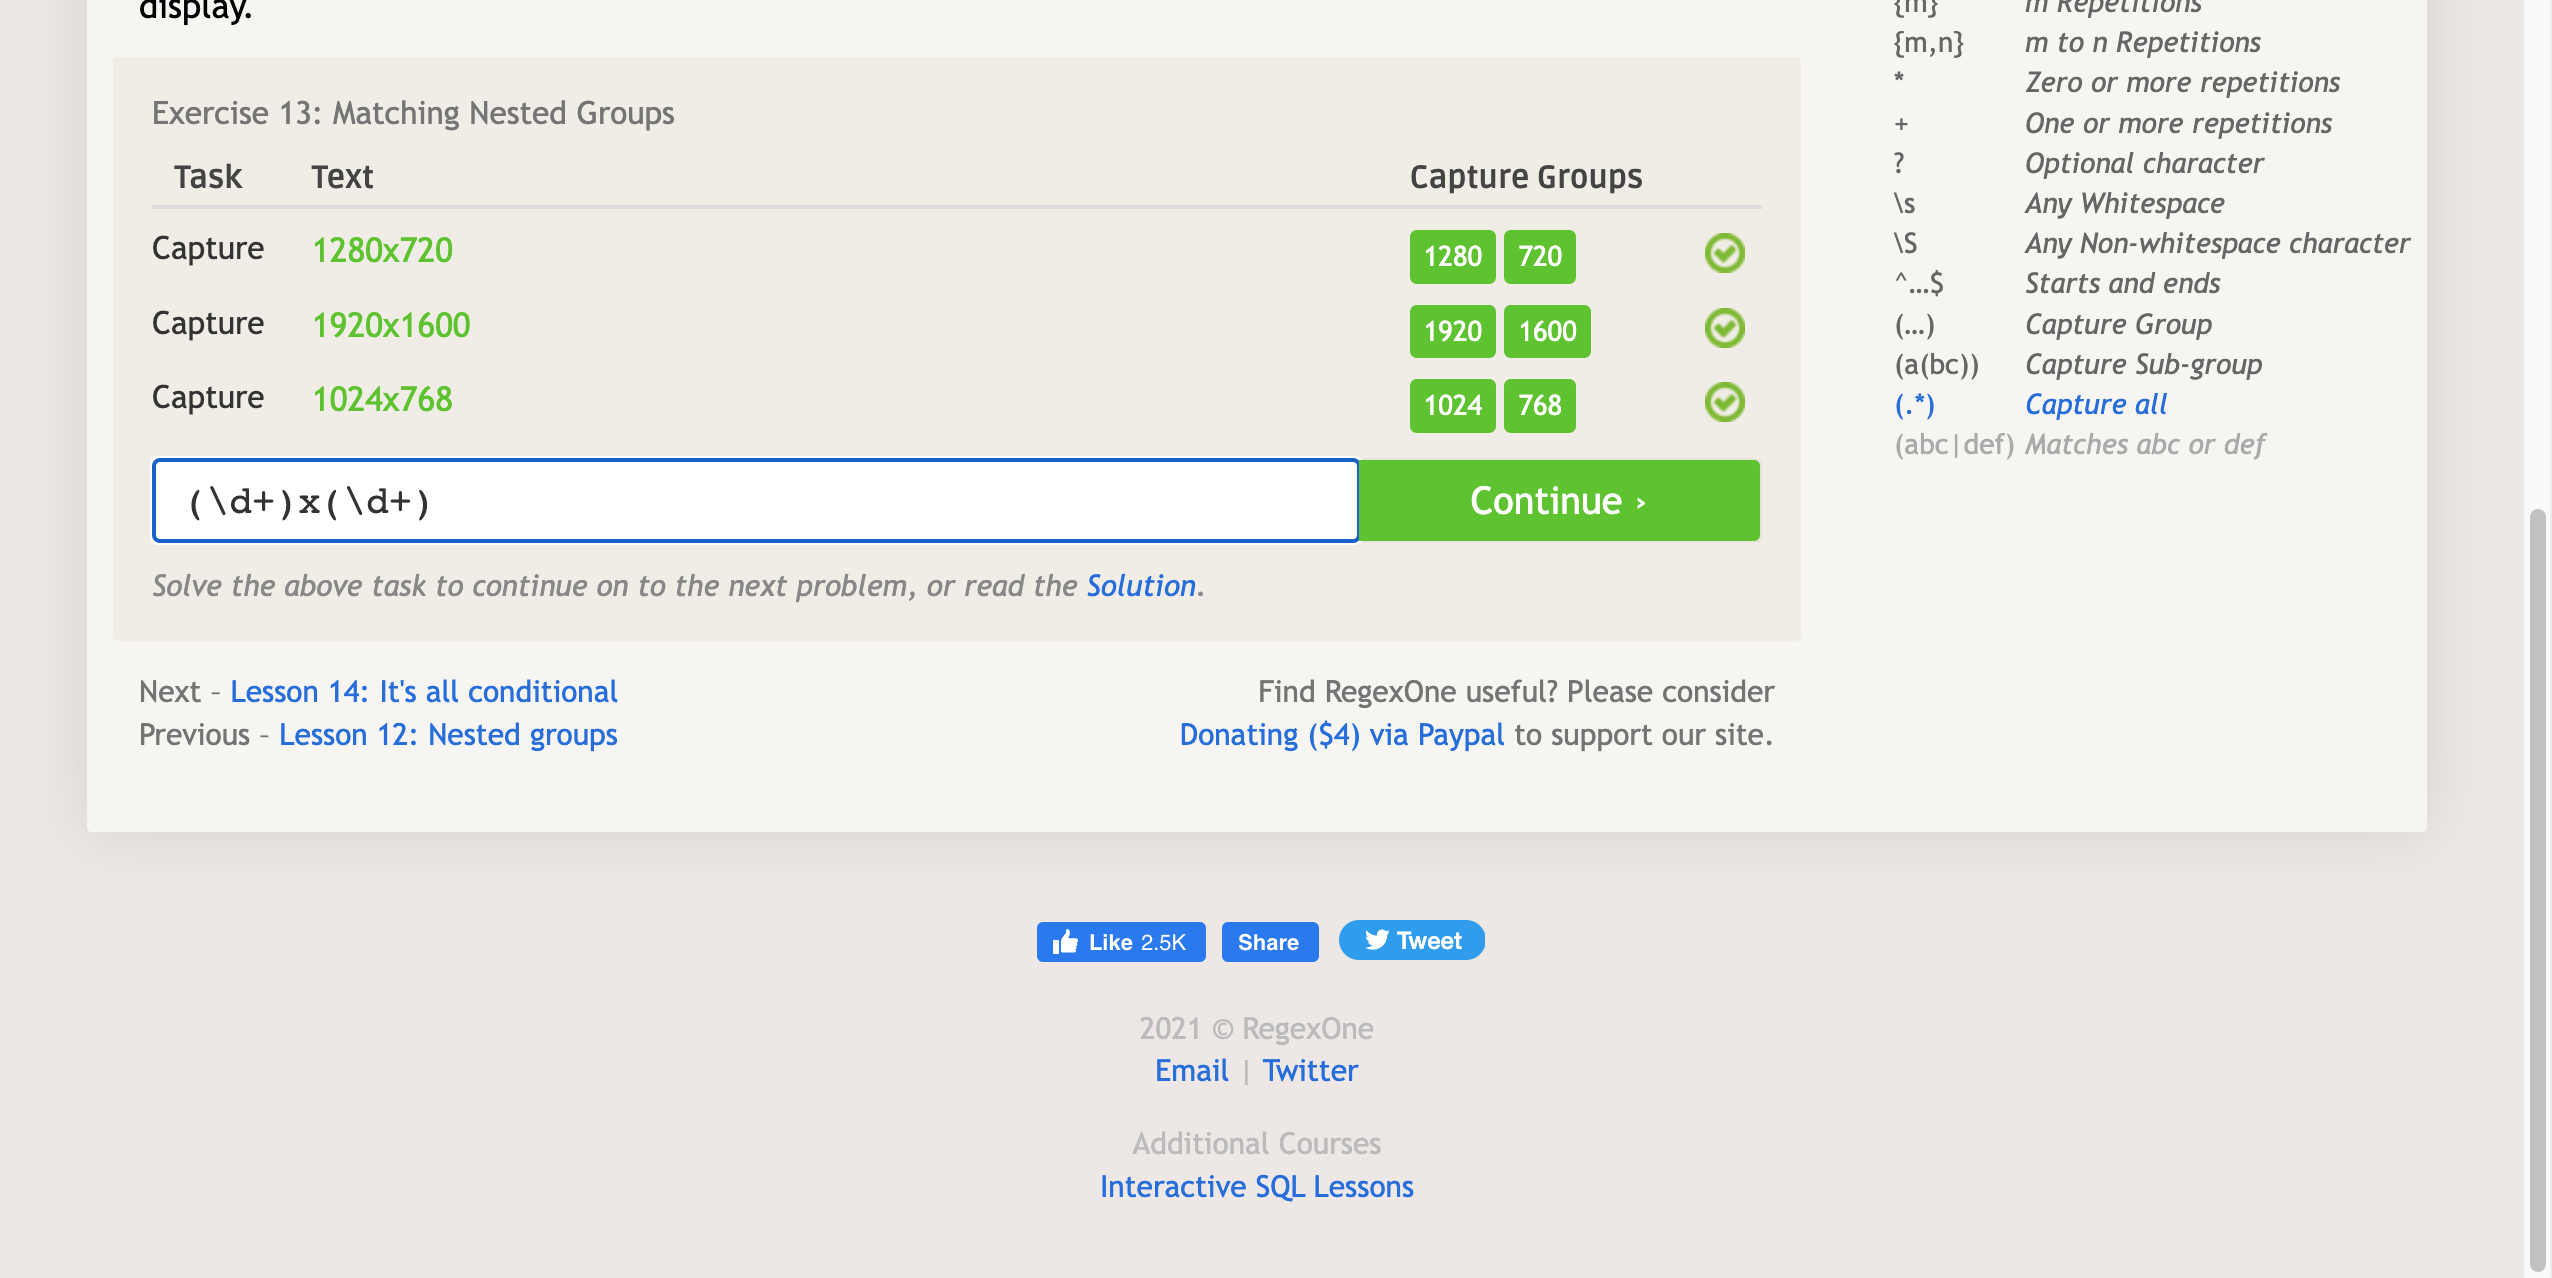 display.
Exercise 13: Matching Nested Groups
Task Text Capture Groups
Capture 1280x720 1280 720
Capture 1920x1600 1920 1600
Capture 1024x768 1024 768
(\d+)x(\d+) Continue ›
Solve the above task to continue on to the next problem, or read the Solution.
Next – Lesson 14: It's all conditional
Previous – Lesson 12: Nested groups
Find RegexOne useful? Please consider
Donating ($4) via Paypal to support our site.
{m} m Repetitions
{m,n} m to n Repetitions
* Zero or more repetitions
+ One or more repetitions
? Optional character
\s Any Whitespace
\S Any Non-whitespace character
^…$ Starts and ends
(…) Capture Group
(a(bc)) Capture Sub-group
(.*) Capture all
(abc|def) Matches abc or def
Like 2.5K Share Tweet
2021 © RegexOne
Email | Twitter
Additional Courses
Interactive SQL Lessons